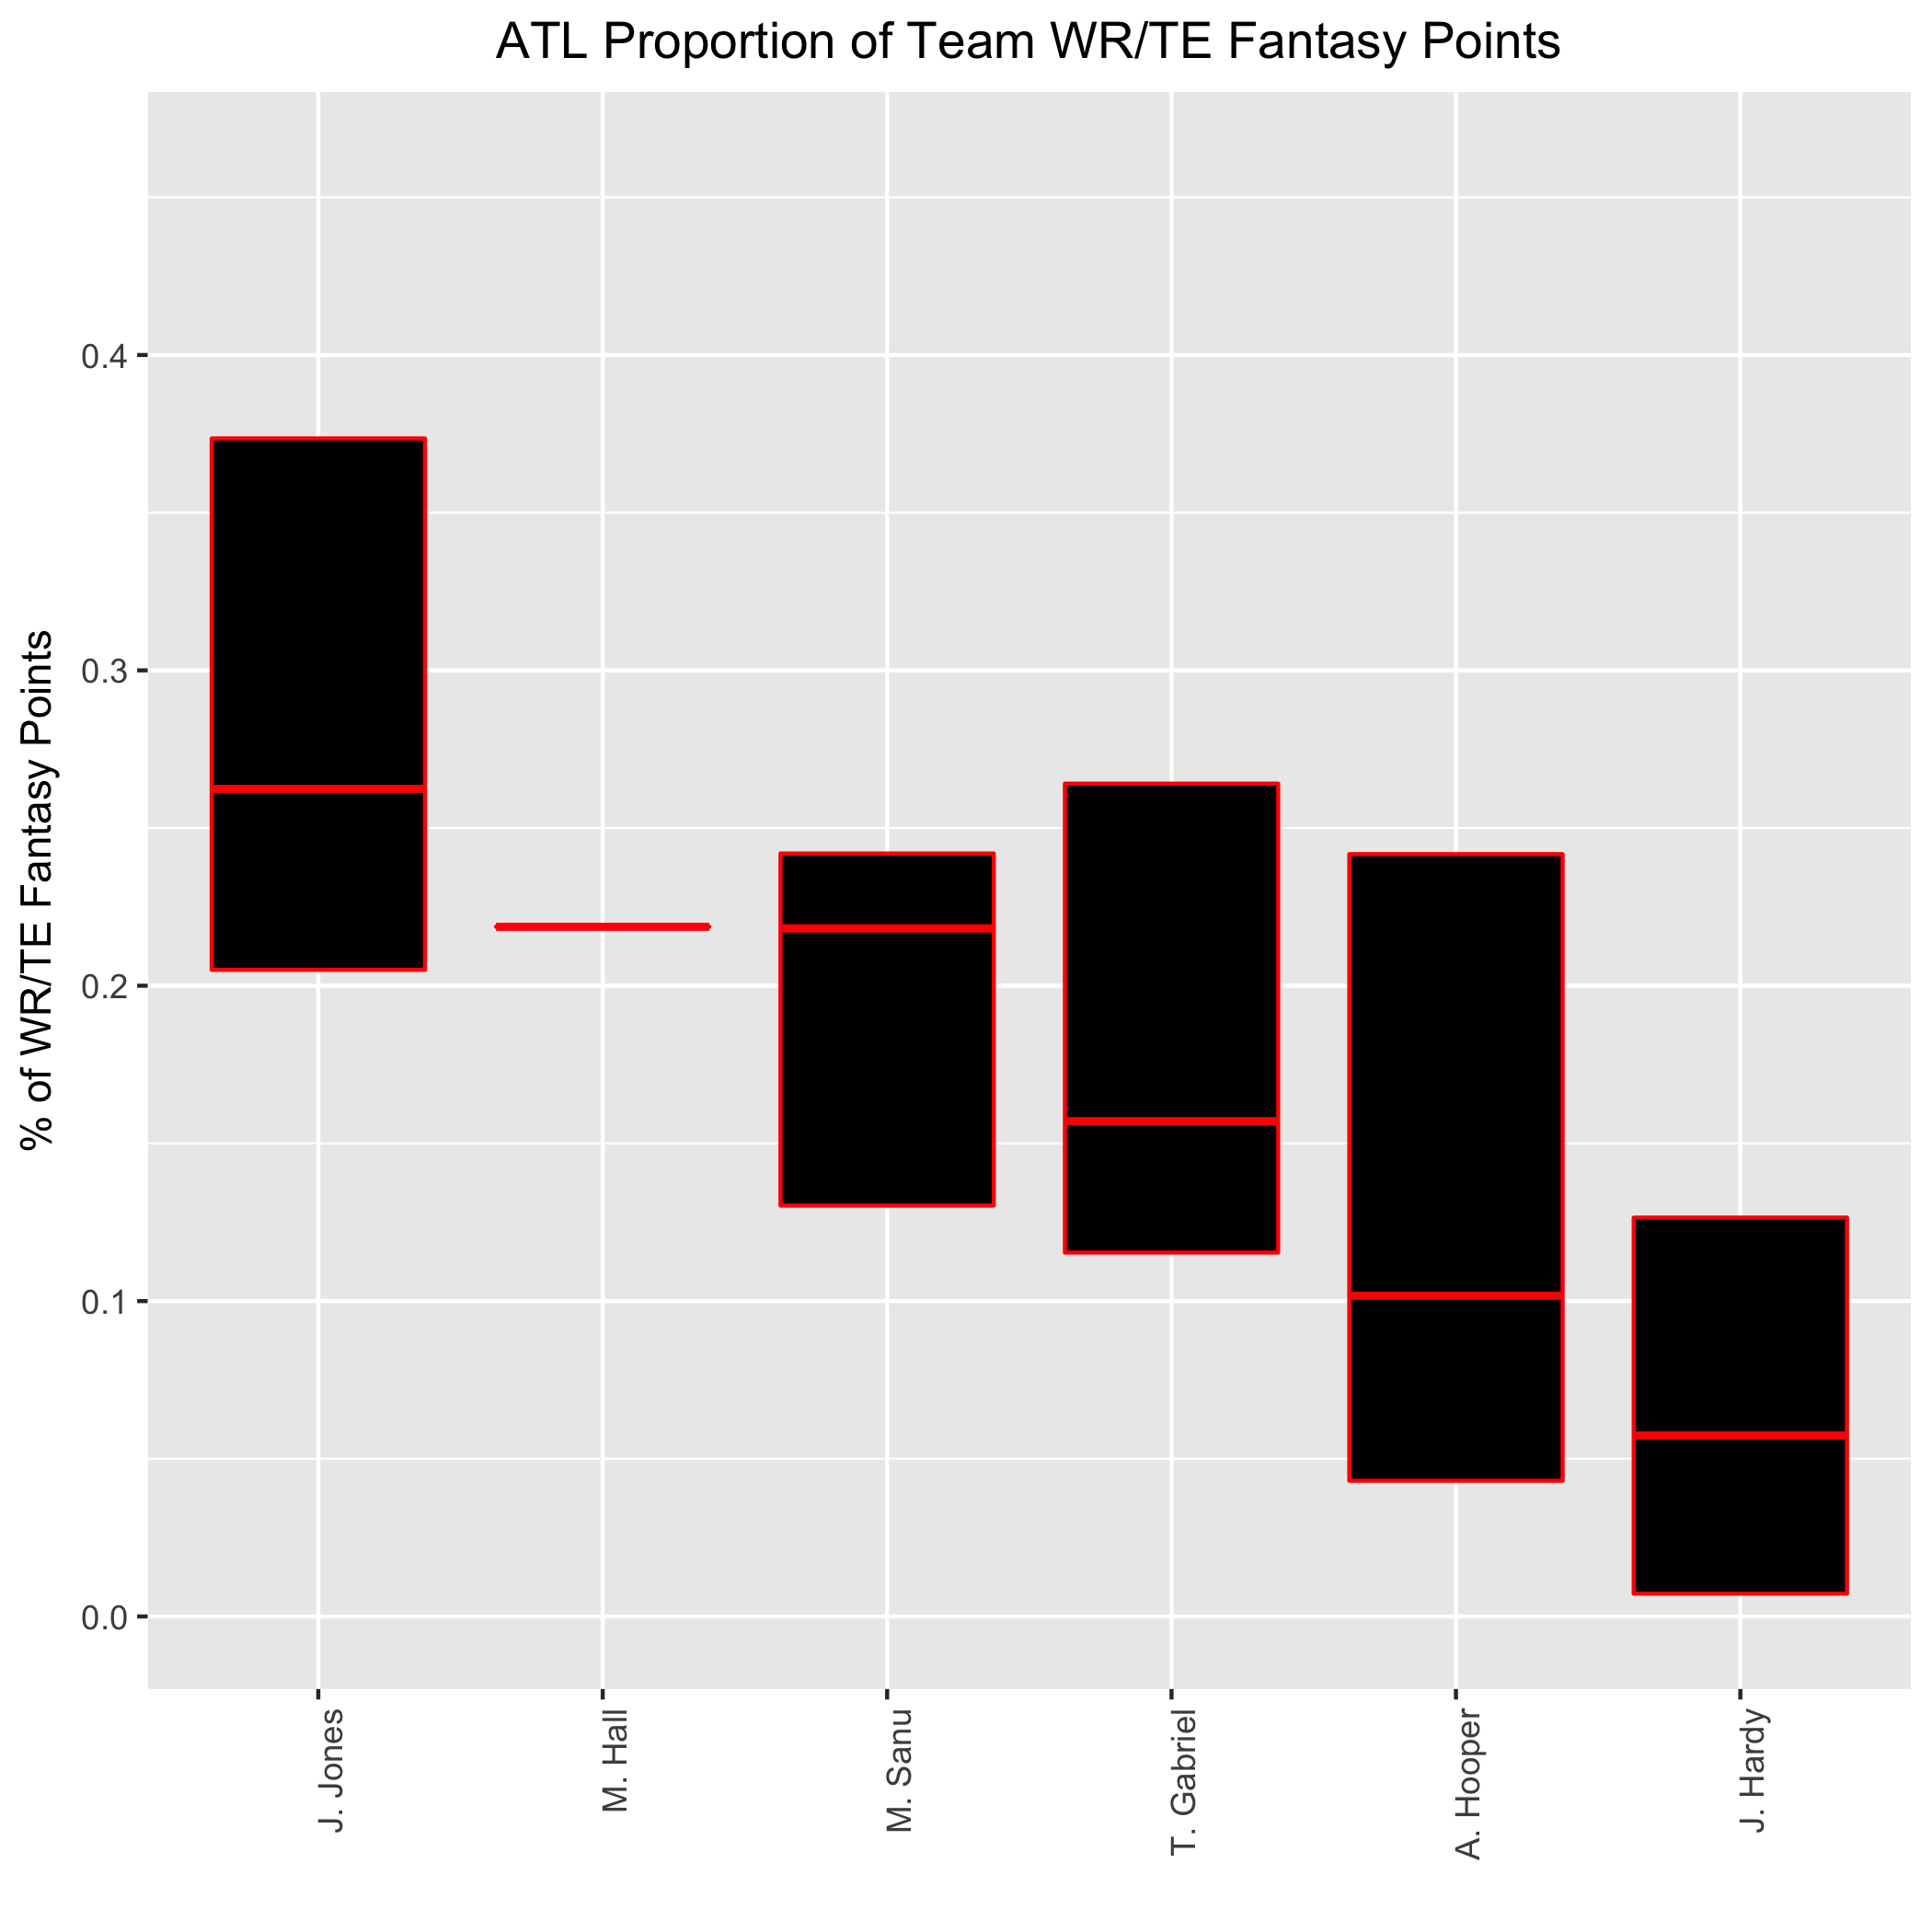 ATL Proportion of Team WR/TE Fantasy Points
% of WR/TE Fantasy Points
0.4
0.3
0.2
0.1
0.0
J. Jones
M. Hall
M. Sanu
T. Gabriel
A. Hooper
J. Hardy